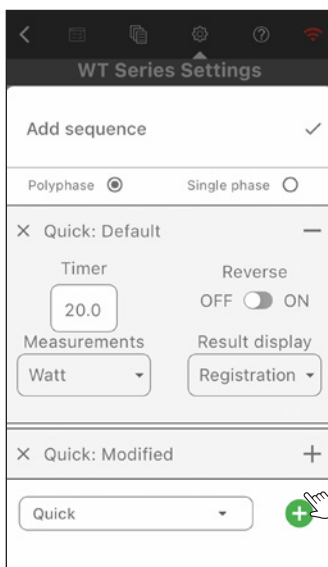 WT Series Settings
Add sequence
Polyphase Single phase
Quick: Default
Timer Reverse
20.0 OFF ON
Measurements Result display
Watt Registration
Quick: Modified
Quick